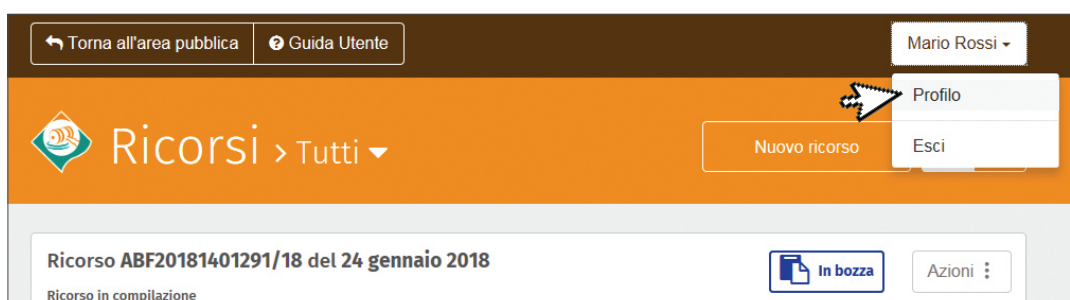 Torna all'area pubblica
Guida Utente
Mario Rossi
Profilo
Esci
Ricorsi > Tutti
Nuovo ricorso
Ricorso ABF20181401291/18 del 24 gennaio 2018
In bozza
Azioni
Ricorso in compilazione